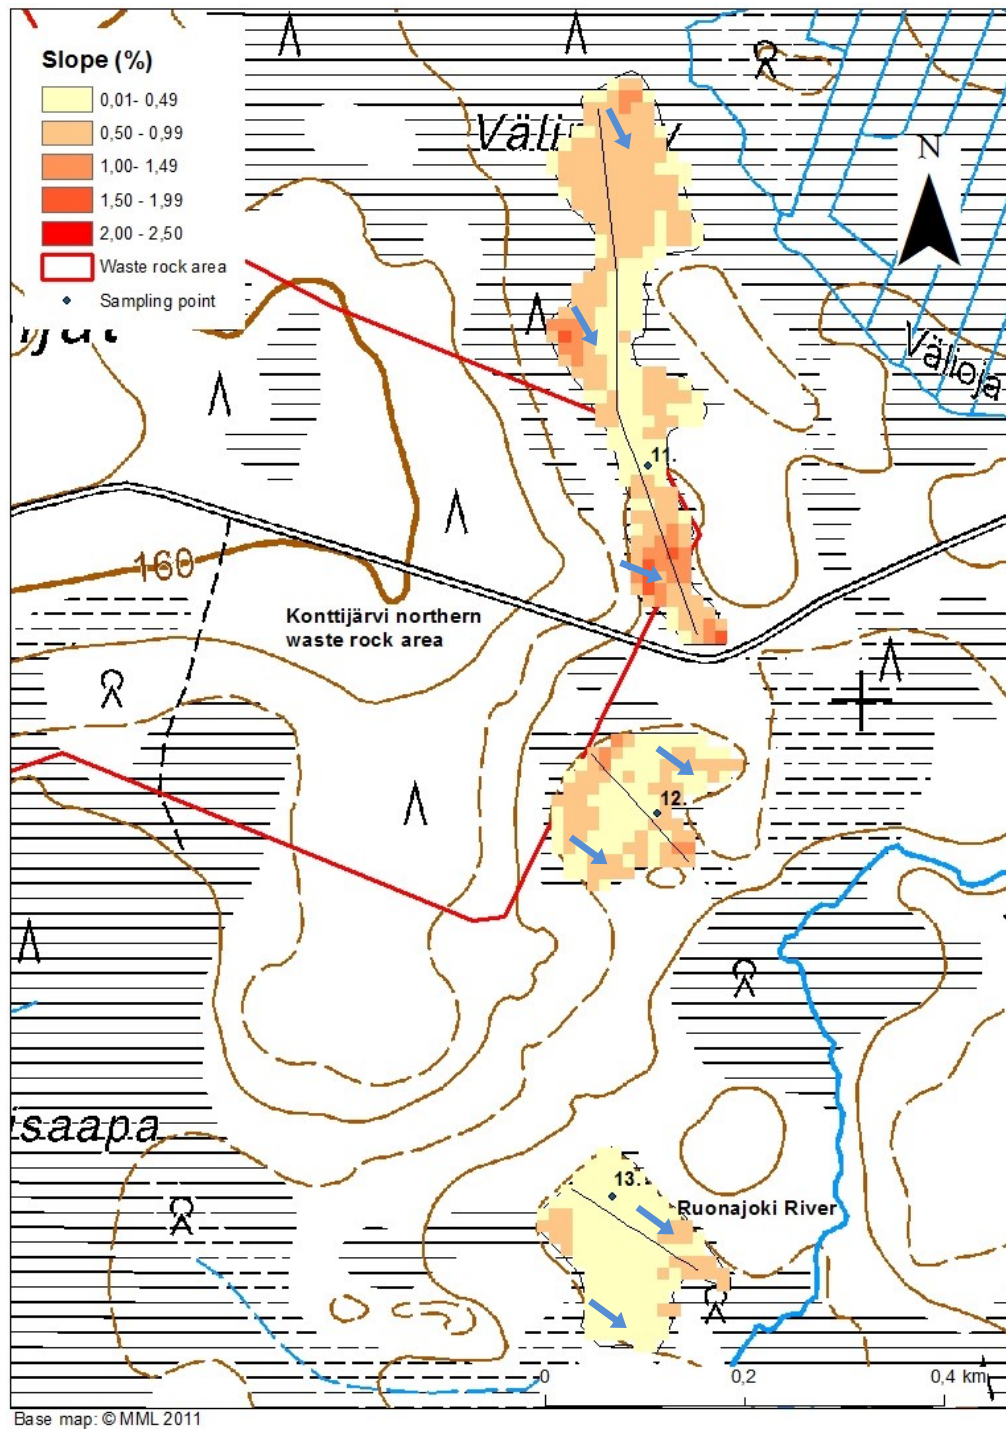 Slope (%)
0,01- 0,49
0,50 - 0,99
1,00 - 1,49
1,50 - 1,99
2,00 - 2,50
Waste rock area
Sampling point
N
Välioja
11.
160
Konttijärvi northern
waste rock area
12.
isaapa
13.
Ruonajoki River
0
0,2
0,4 km
Base map: © MML 2011